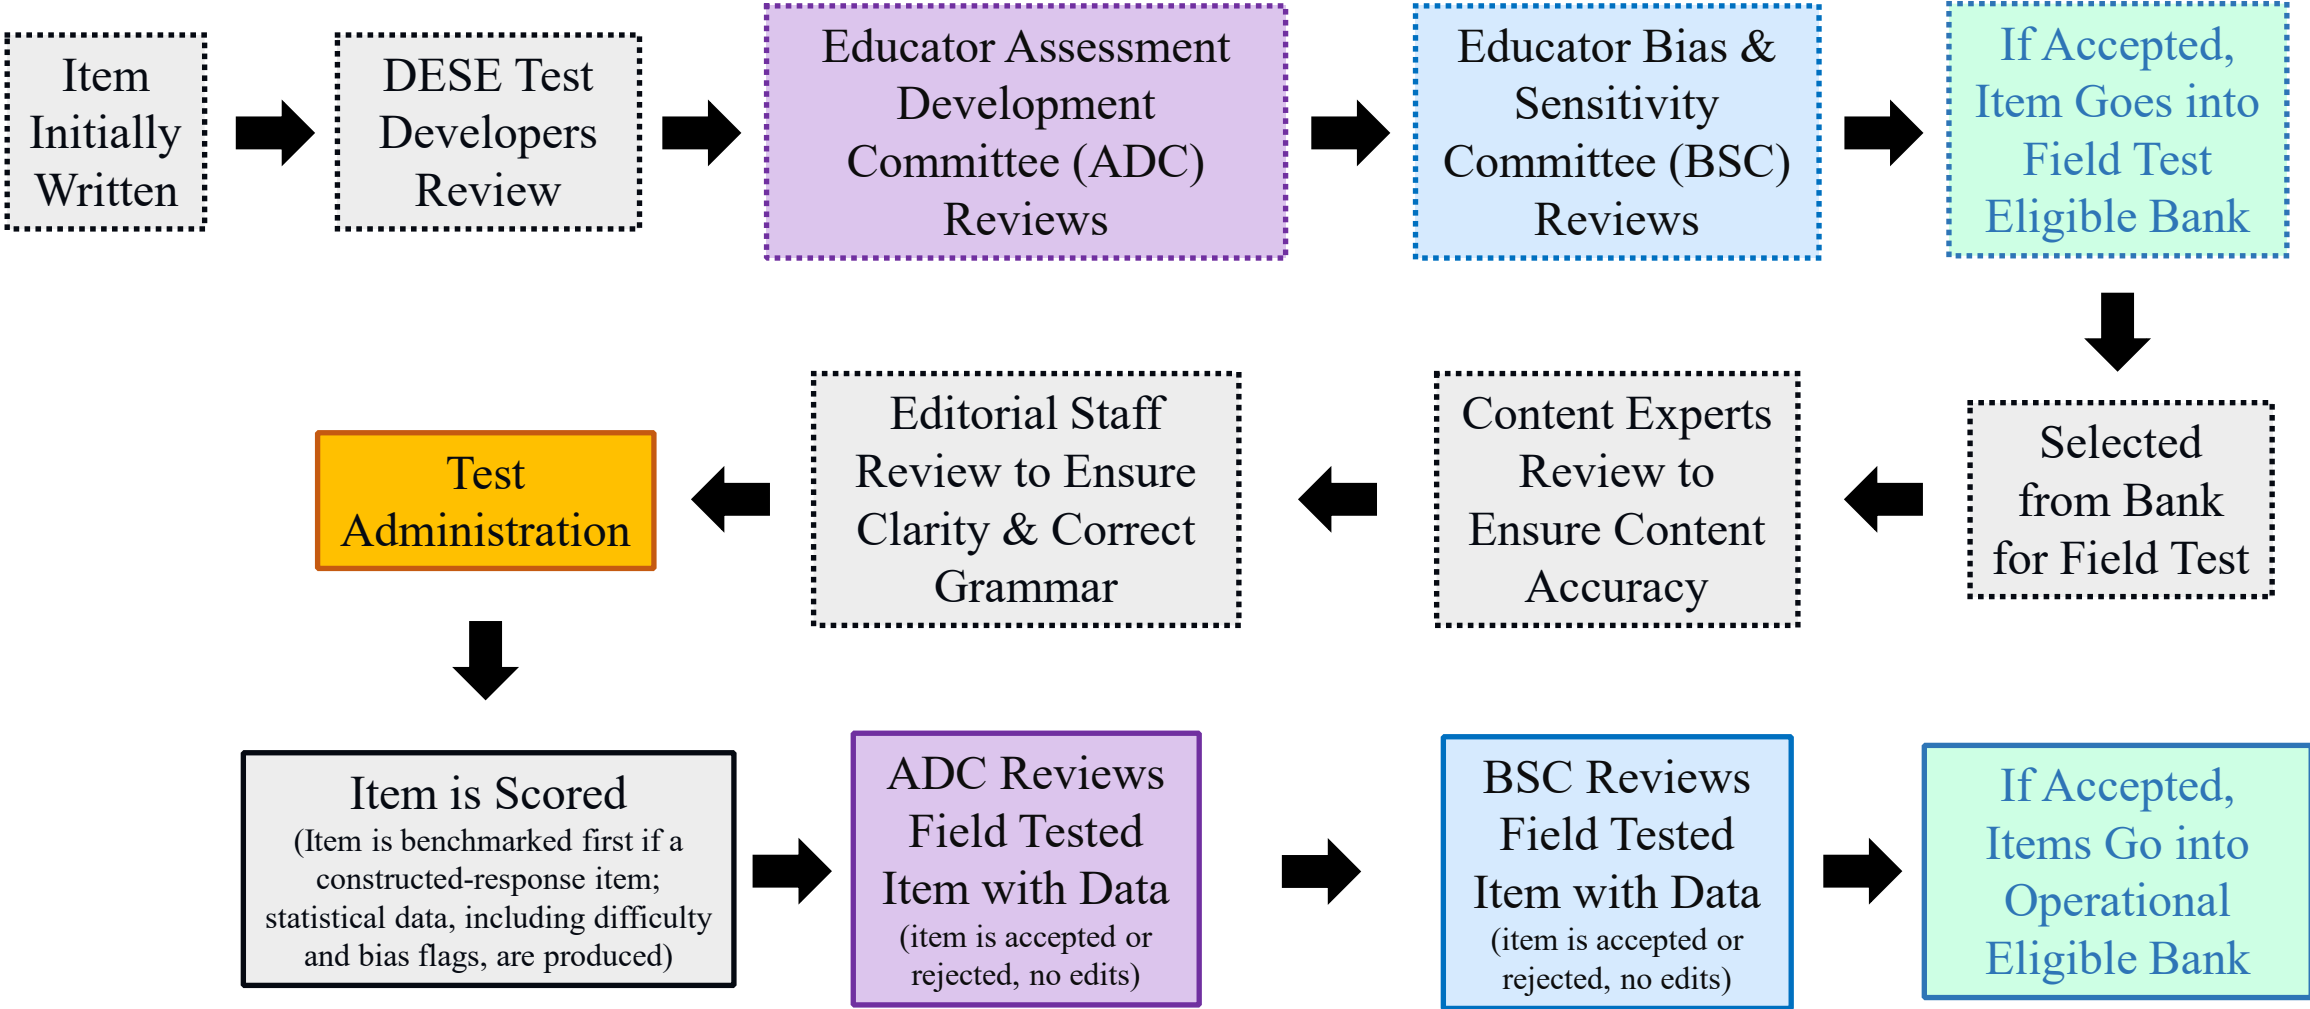 Item
Initially
Written
DESE Test
Developers
Review
Educator Assessment
Development
Committee (ADC)
Reviews
Educator Bias &
Sensitivity
Committee (BSC)
Reviews
If Accepted,
Item Goes into
Field Test
Eligible Bank
Selected
from Bank
for Field Test
Content Experts
Review to
Ensure Content
Accuracy
Editorial Staff
Review to Ensure
Clarity & Correct
Grammar
Test
Administration
Item is Scored
(Item is benchmarked first if a
constructed-response item;
statistical data, including difficulty
and bias flags, are produced)
ADC Reviews
Field Tested
Item with Data
(item is accepted or
rejected, no edits)
BSC Reviews
Field Tested
Item with Data
(item is accepted or
rejected, no edits)
If Accepted,
Items Go into
Operational
Eligible Bank